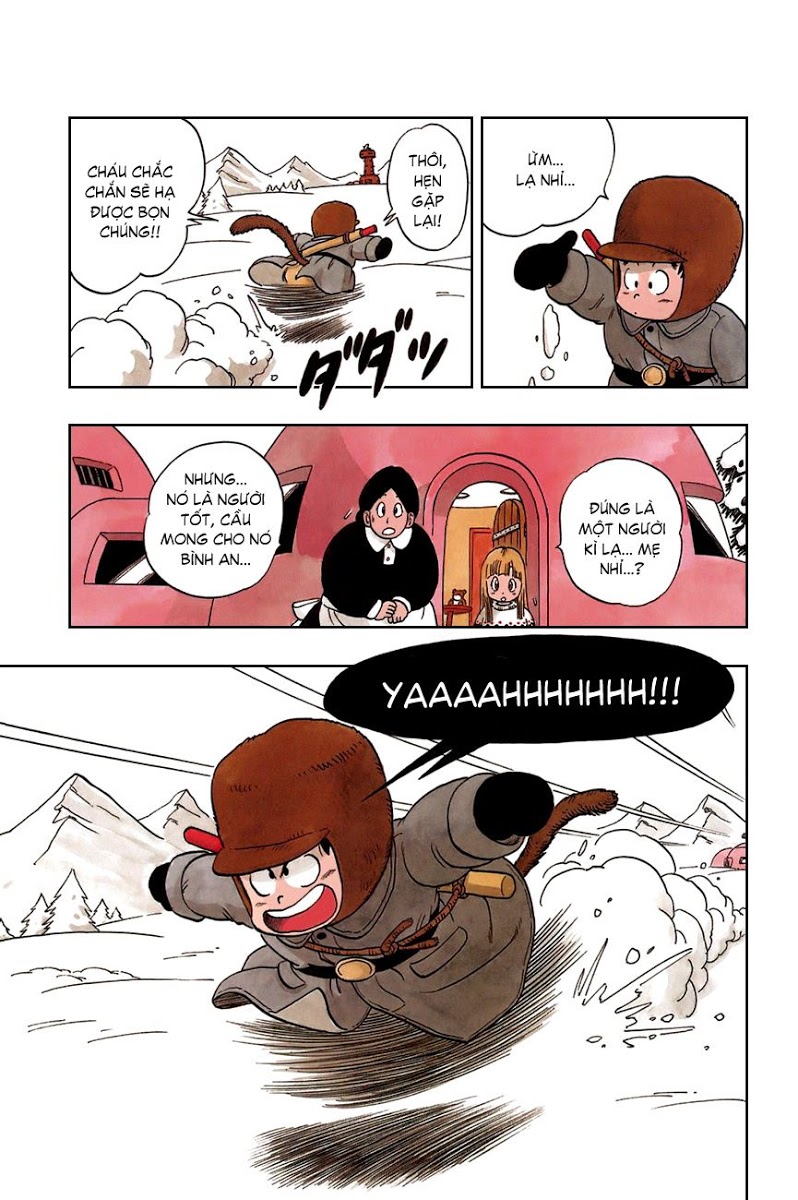 ỪM...
LẠ NHỈ...
THÔI,
HẸN
GẶP
LẠI!
CHÁU CHẮC
CHẮN SẼ HẠ
ĐƯỢC BỌN
CHÚNG!!
ダダダッ
ĐÚNG LÀ
MỘT NGƯỜI
KÌ LẠ... MẸ
NHỈ...?
NHƯNG...
NÓ LÀ NGƯỜI
TỐT, CẦU
MONG CHO NÓ
BÌNH AN...
YAAAAHHHHHHH!!!